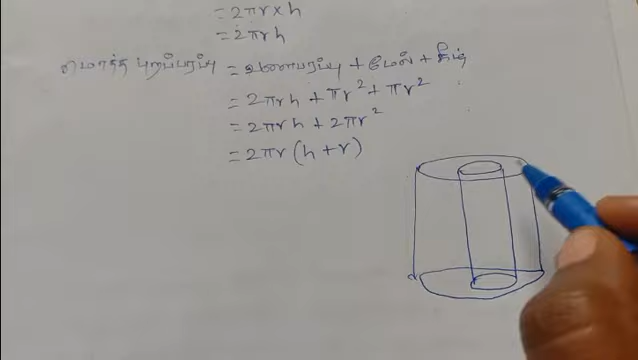 = 2πr × h
= 2πrh
மொத்த புறப்பரப்பு = வளைபரப்பு + மேல் + கீழ்
= 2πrh + πr² + πr²
= 2πrh + 2πr²
= 2πr (h + r)